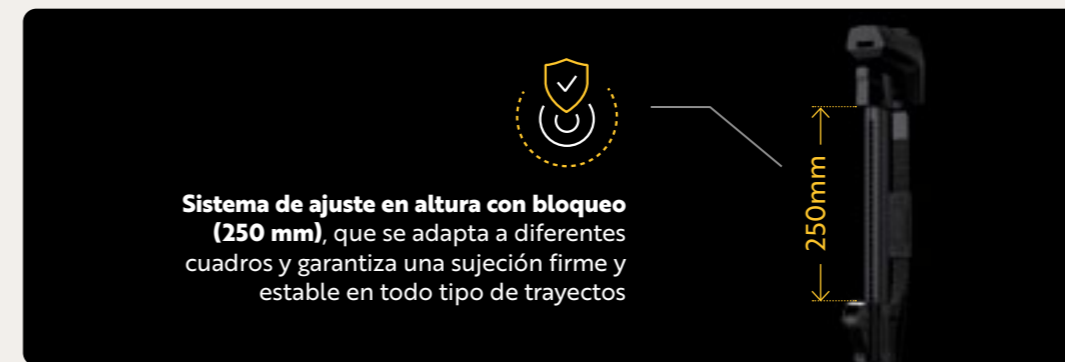 Sistema de ajuste en altura con bloqueo
(250 mm), que se adapta a diferentes
cuadros y garantiza una sujeción firme y
estable en todo tipo de trayectos
250mm